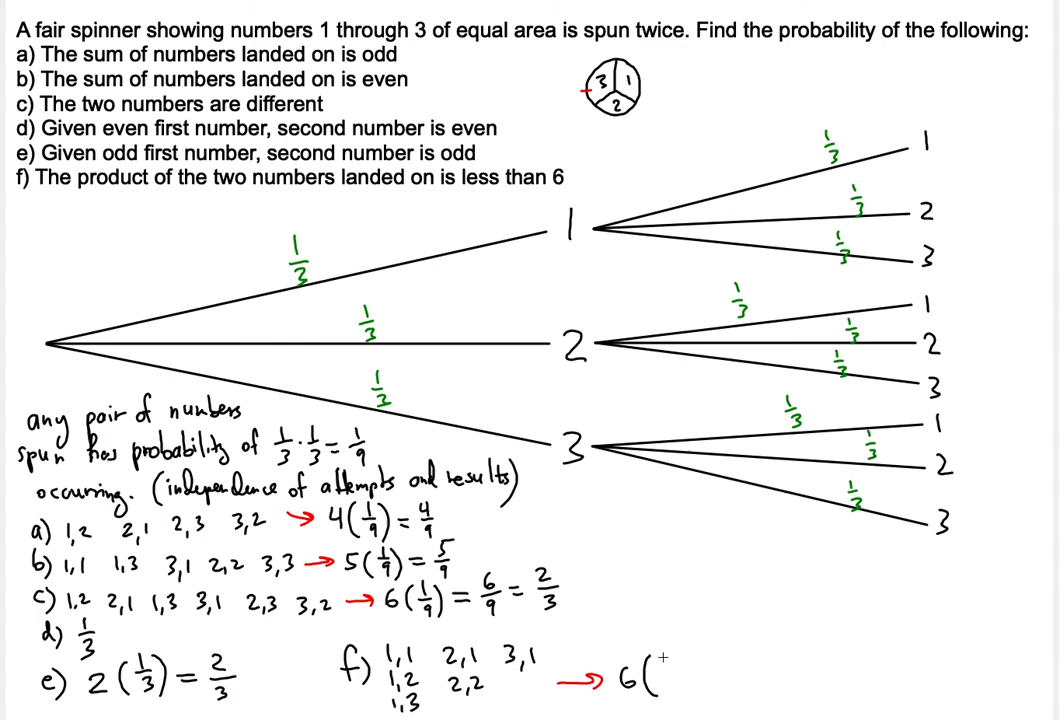 A fair spinner showing numbers 1 through 3 of equal area is spun twice. Find the probability of the following:
a) The sum of numbers landed on is odd
b) The sum of numbers landed on is even
c) The two numbers are different
d) Given even first number, second number is even
e) Given odd first number, second number is odd
f) The product of the two numbers landed on is less than 6
3 1
2
1/3 1
1/3 2
1/3 3
1/3 1
1/3 1
1/3 2
1/3 3
1/3 2
1/3 1
1/3 2
1/3 3
1/3 3
any pair of numbers
spun has probability of 1/3 · 1/3 = 1/9
occurring. (independence of attempts and results)
a) 1,2 2,1 2,3 3,2 → 4(1/9) = 4/9
b) 1,1 1,3 3,1 2,2 3,3 → 5(1/9) = 5/9
c) 1,2 2,1 1,3 3,1 2,3 3,2 → 6(1/9) = 6/9 = 2/3
d) 1/3
e) 2(1/3) = 2/3
f) 1,1 2,1 3,1
1,2 2,2 → 6(
1,3